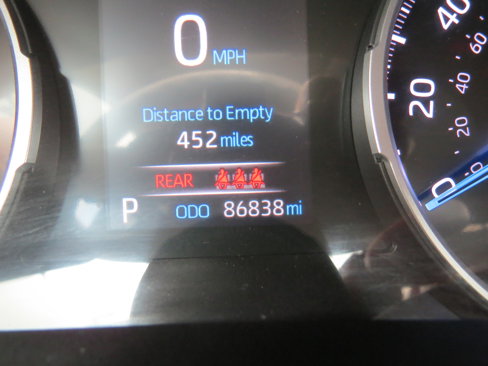 0 MPH
Distance to Empty
452 miles
REAR
P ODO 86838 mi
40
60
40
20
20
0